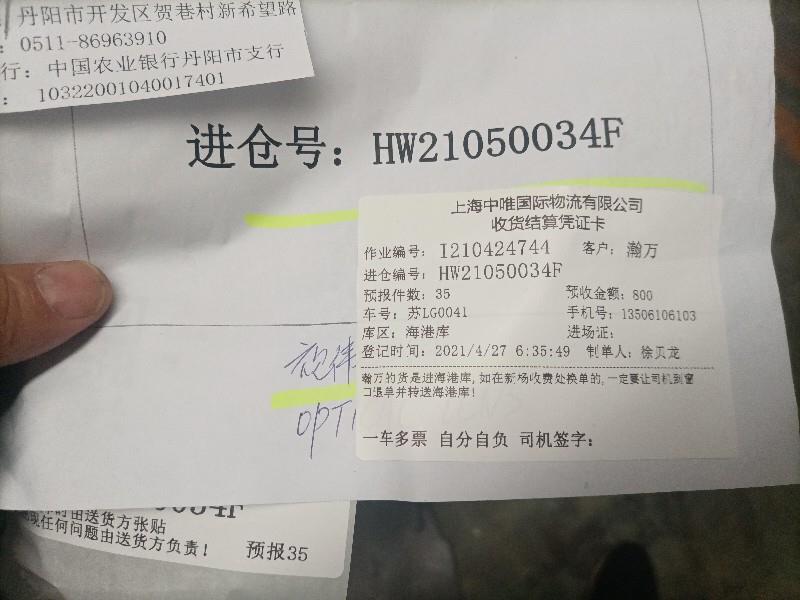 丹阳市开发区贺巷村新希望路
: 0511-86963910
行: 中国农业银行丹阳市支行
: 10322001040017401
进仓号: HW21050034F
上海中唯国际物流有限公司
收货结算凭证卡
作业编号: I210424744 客户: 瀚万
进仓编号: HW21050034F
预报件数: 35 预收金额: 800
车号: 苏LG0041 手机号: 13506106103
库区: 海港库 进场证:
登记时间: 2021/4/27 6:35:49 制单人: 徐贝龙
瀚万的货是进海港库, 如在新场收费处换单的, 一定要让司机到窗
口退单并转送海港库!
一车多票 自分自负 司机签字:
OPTI
0034F
时由送货方张贴
现任何问题由送货方负责! 预报35